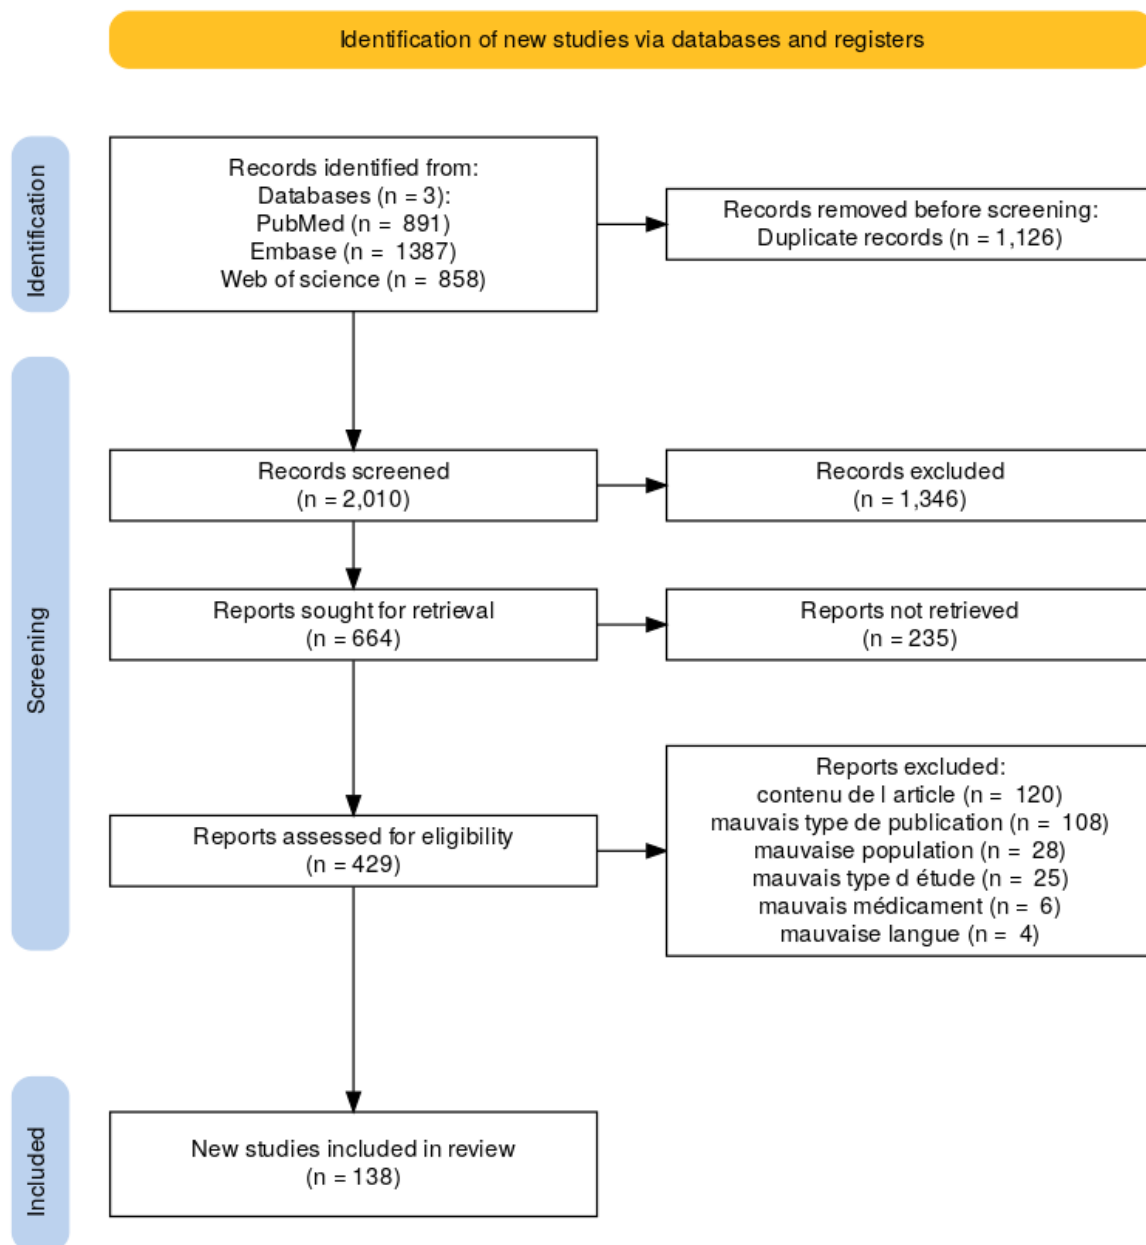 Identification of new studies via databases and registers
Identification
Records identified from:
Databases (n = 3):
PubMed (n = 891)
Embase (n = 1387)
Web of science (n = 858)
Records removed before screening:
Duplicate records (n = 1,126)
Screening
Records screened
(n = 2,010)
Records excluded
(n = 1,346)
Reports sought for retrieval
(n = 664)
Reports not retrieved
(n = 235)
Reports assessed for eligibility
(n = 429)
Reports excluded:
contenu de l article (n = 120)
mauvais type de publication (n = 108)
mauvaise population (n = 28)
mauvais type d étude (n = 25)
mauvais médicament (n = 6)
mauvaise langue (n = 4)
Included
New studies included in review
(n = 138)